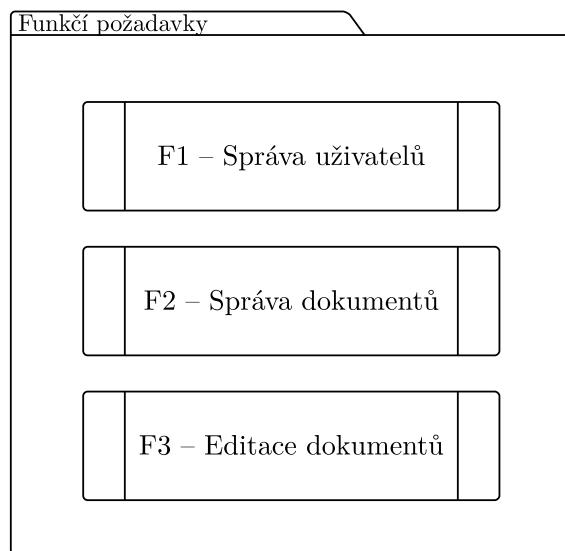 Funkčí požadavky
F1 – Správa uživatelů
F2 – Správa dokumentů
F3 – Editace dokumentů